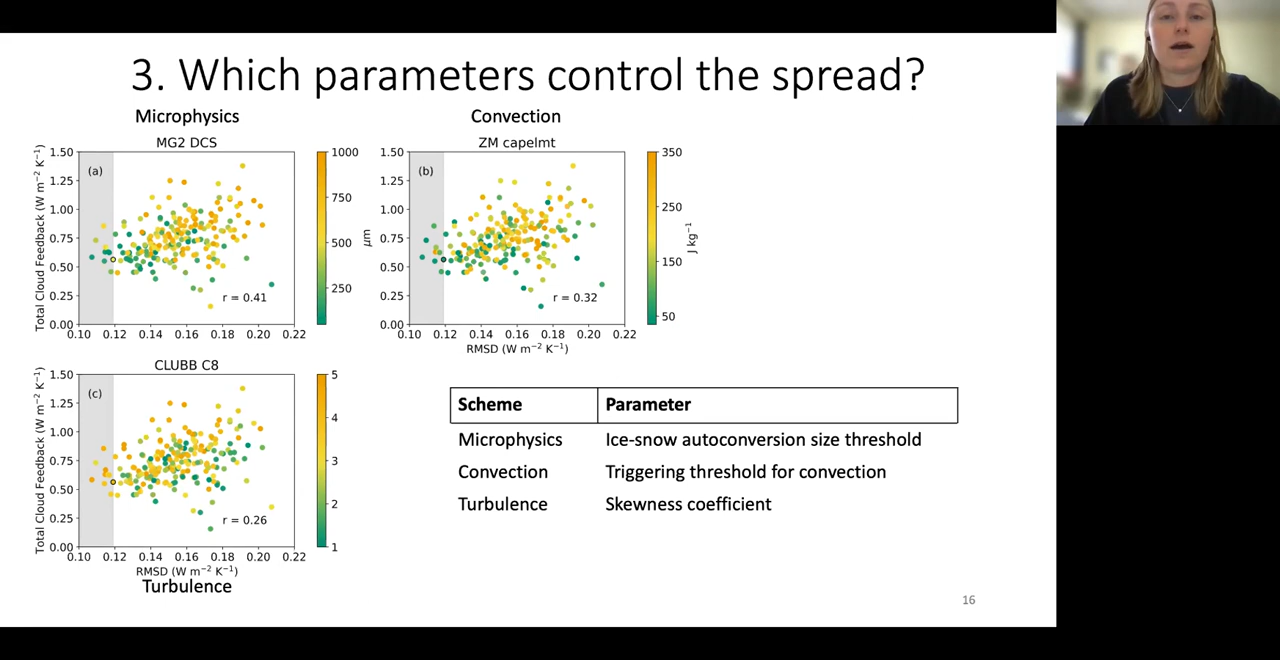 3. Which parameters control the spread?
Microphysics
Convection
MG2 DCS
Total Cloud Feedback (W m⁻² K⁻¹)
1.50
1.25
1.00
0.75
0.50
0.25
0.00
(a)
r = 0.41
0.10 0.12 0.14 0.16 0.18 0.20 0.22
1000
750
500
250
μm
ZM capelmt
1.50
1.25
1.00
0.75
0.50
0.25
0.00
(b)
r = 0.32
0.10 0.12 0.14 0.16 0.18 0.20 0.22
RMSD (W m⁻² K⁻¹)
350
250
150
50
J kg⁻¹
CLUBB C8
Total Cloud Feedback (W m⁻² K⁻¹)
1.50
1.25
1.00
0.75
0.50
0.25
0.00
(c)
r = 0.26
0.10 0.12 0.14 0.16 0.18 0.20 0.22
RMSD (W m⁻² K⁻¹)
5
4
3
2
1
Turbulence
Scheme Parameter
Microphysics Ice-snow autoconversion size threshold
Convection Triggering threshold for convection
Turbulence Skewness coefficient
16